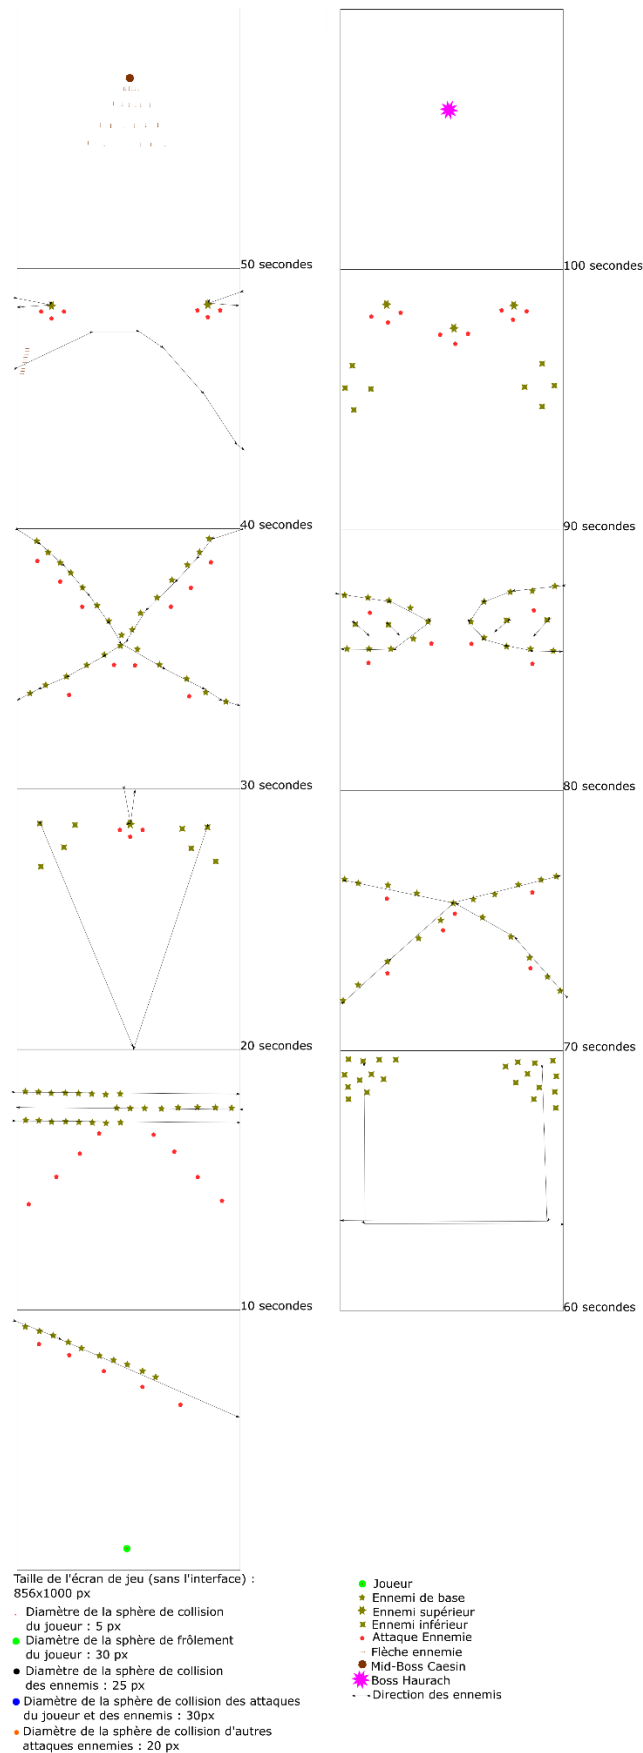 50 secondes
100 secondes
40 secondes
90 secondes
30 secondes
80 secondes
20 secondes
70 secondes
10 secondes
60 secondes
Taille de l'écran de jeu (sans l'interface) :
856x1000 px
Diamètre de la sphère de collision
du joueur : 5 px
Diamètre de la sphère de frôlement
du joueur : 30 px
Diamètre de la sphère de collision
des ennemis : 25 px
Diamètre de la sphère de collision des attaques
du joueur et des ennemis : 30px
Diamètre de la sphère de collision d'autres
attaques ennemies : 20 px
Joueur
Ennemi de base
Ennemi supérieur
Ennemi inférieur
Attaque Ennemie
Flèche ennemie
Mid-Boss Caesin
Boss Haurach
Direction des ennemis